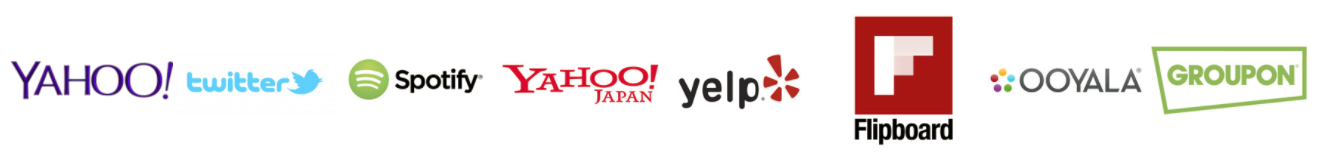 YAHOO!
twitter
Spotify®
YAHOO!
JAPAN
yelp
Flipboard
OOYALA
GROUPON